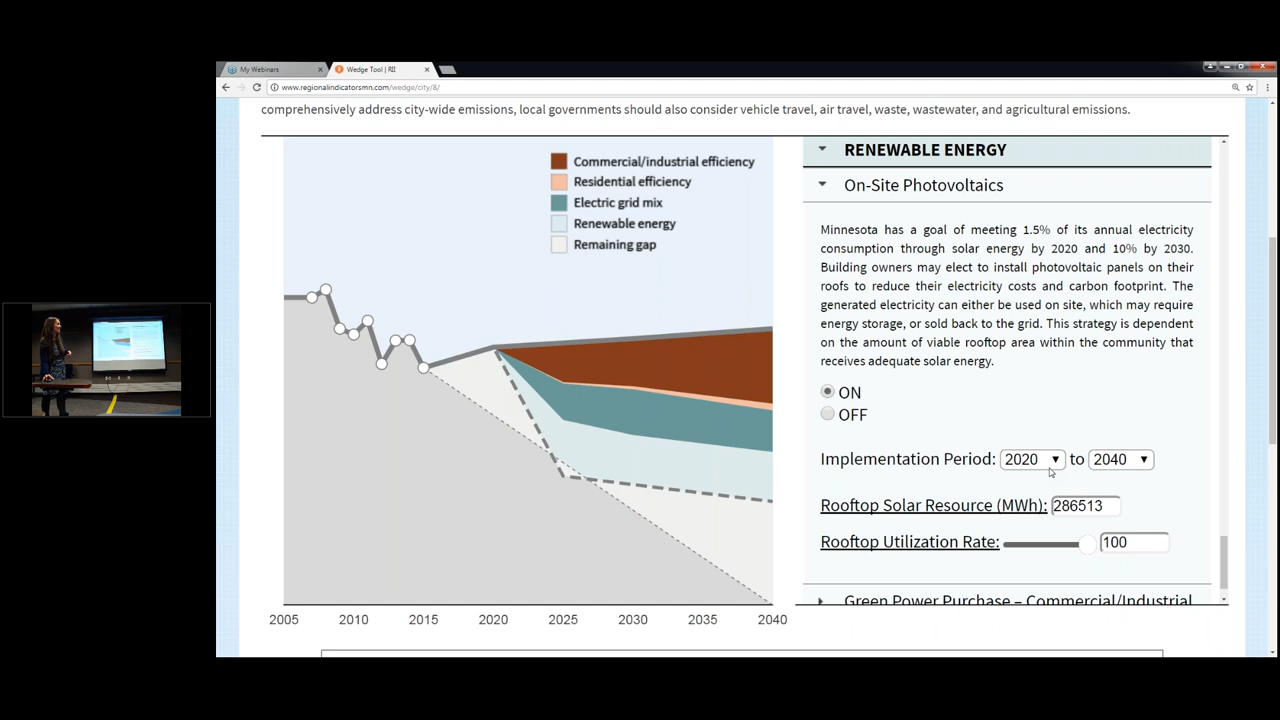 My Webinars
Wedge Tool | RII
www.regionalindicatorsmn.com/wedge/city/8/
comprehensively address city-wide emissions, local governments should also consider vehicle travel, air travel, waste, wastewater, and agricultural emissions.
Commercial/industrial efficiency
Residential efficiency
Electric grid mix
Renewable energy
Remaining gap
2005 2010 2015 2020 2025 2030 2035 2040
RENEWABLE ENERGY
On-Site Photovoltaics
Minnesota has a goal of meeting 1.5% of its annual electricity
consumption through solar energy by 2020 and 10% by 2030.
Building owners may elect to install photovoltaic panels on their
roofs to reduce their electricity costs and carbon footprint. The
generated electricity can either be used on site, which may require
energy storage, or sold back to the grid. This strategy is dependent
on the amount of viable rooftop area within the community that
receives adequate solar energy.
ON
OFF
Implementation Period: 2020 to 2040
Rooftop Solar Resource (MWh): 286513
Rooftop Utilization Rate: 100
Green Power Purchase – Commercial/Industrial